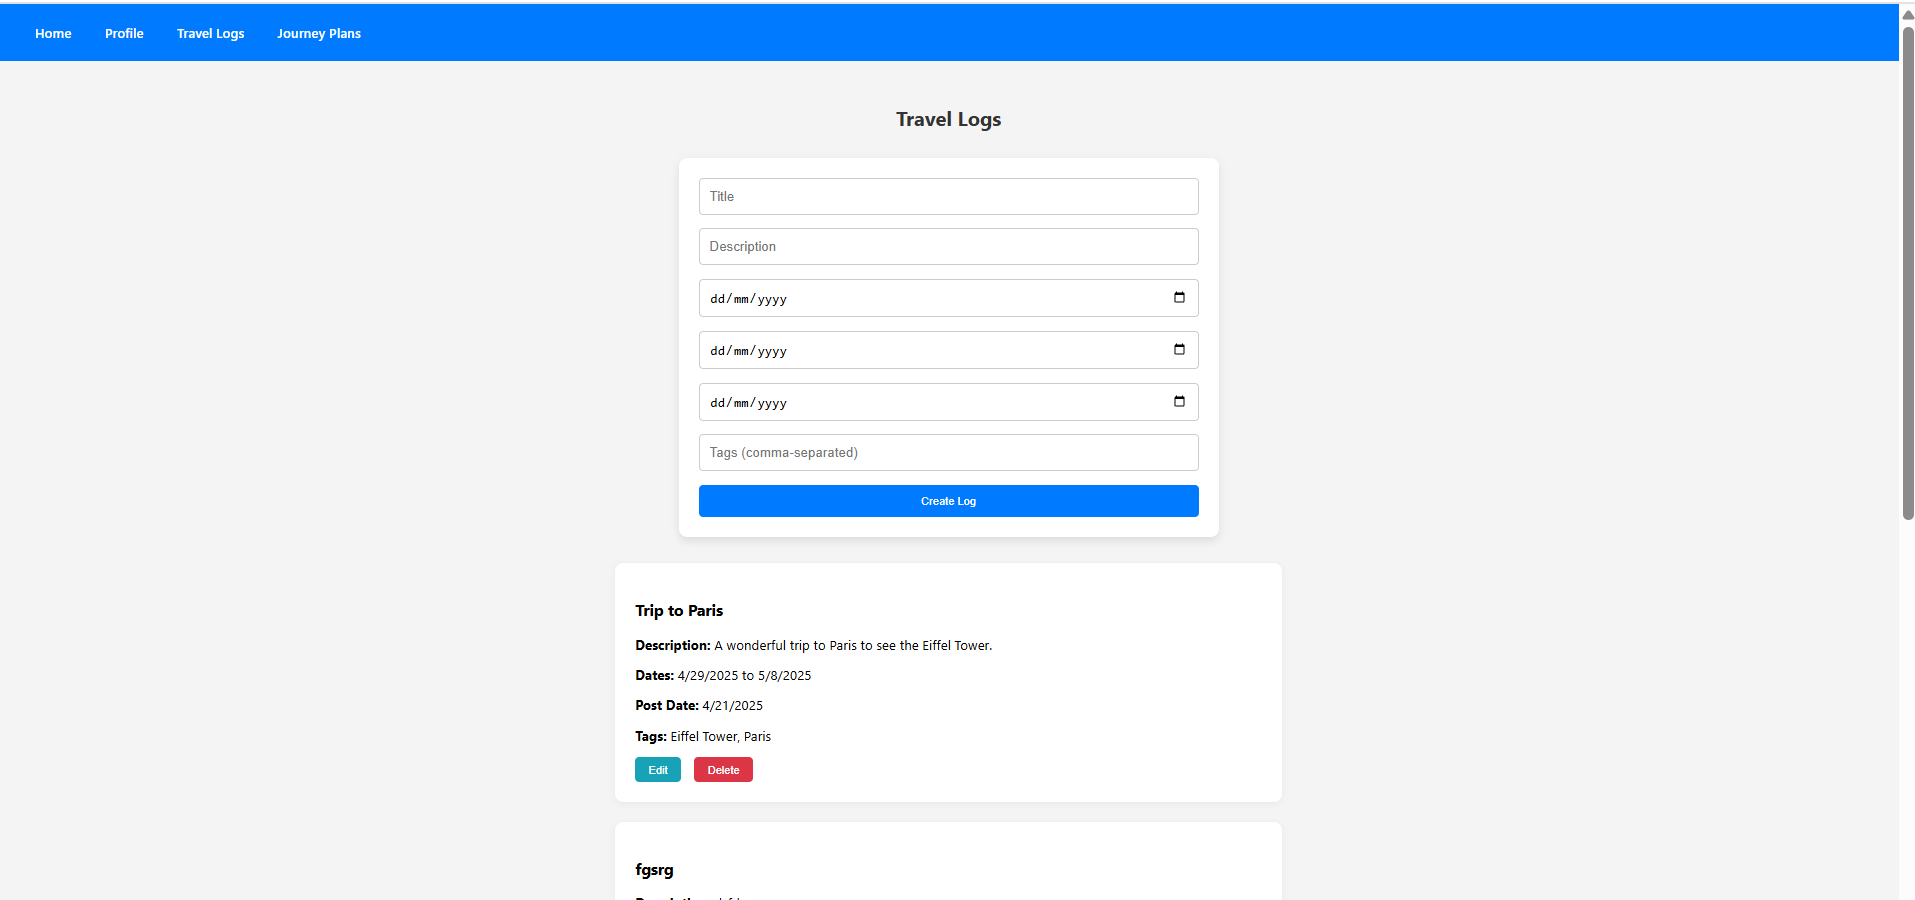 Home Profile Travel Logs Journey Plans
Travel Logs
Title
Description
dd/mm/yyyy
dd/mm/yyyy
dd/mm/yyyy
Tags (comma-separated)
Create Log
Trip to Paris
Description: A wonderful trip to Paris to see the Eiffel Tower.
Dates: 4/29/2025 to 5/8/2025
Post Date: 4/21/2025
Tags: Eiffel Tower, Paris
Edit Delete
fgsrg